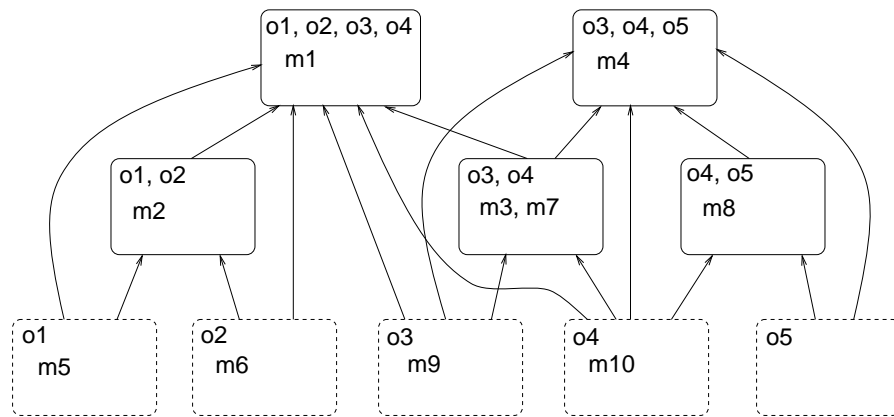 o1, o2, o3, o4
m1
o3, o4, o5
m4
o1, o2
m2
o3, o4
m3, m7
o4, o5
m8
o1
m5
o2
m6
o3
m9
o4
m10
o5